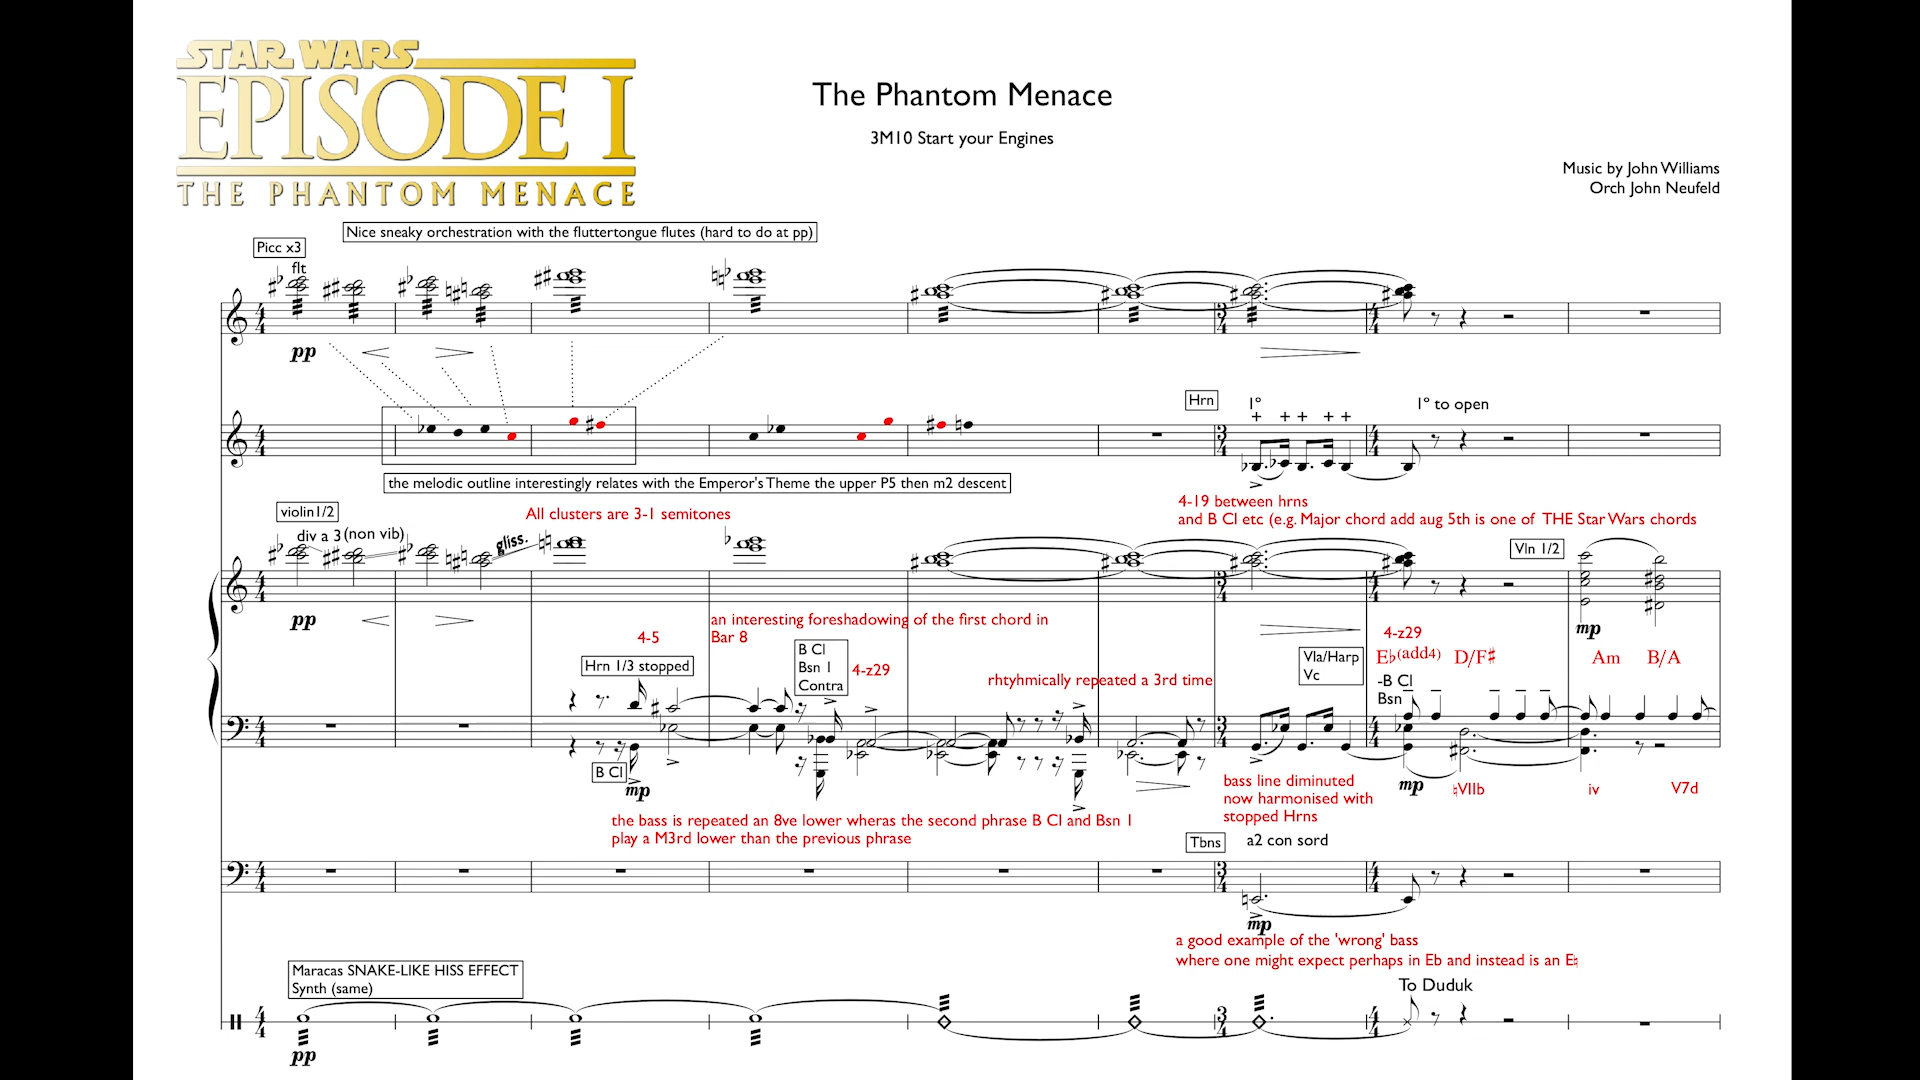 STAR WARS
EPISODE I
THE PHANTOM MENACE
The Phantom Menace
3M10 Start your Engines
Music by John Williams
Orch John Neufeld
Nice sneaky orchestration with the fluttertongue flutes (hard to do at pp)
Picc x3
flt
pp
Hrn
1º
+ + + + +
1º to open
the melodic outline interestingly relates with the Emperor's Theme the upper P5 then m2 descent
4-19 between hrns
and B Cl etc (e.g. Major chord add aug 5th is one of THE Star Wars chords
violin1/2
All clusters are 3-1 semitones
div a 3 (non vib)
gliss.
Vln 1/2
pp
mp
an interesting foreshadowing of the first chord in
Bar 8
4-5
4-z29
Hrn 1/3 stopped
B Cl
Bsn 1
Contra
4-z29
rhtyhmically repeated a 3rd time
Vla/Harp
Vc
E♭(add4) D/F♯ Am B/A
-B Cl
Bsn
B Cl
mp
mp
♮VIIb iv V7d
bass line diminuted
now harmonised with
stopped Hrns
the bass is repeated an 8ve lower wheras the second phrase B Cl and Bsn 1
play a M3rd lower than the previous phrase
Tbns
a2 con sord
mp
a good example of the 'wrong' bass
where one might expect perhaps in Eb and instead is an E♮
Maracas SNAKE-LIKE HISS EFFECT
Synth (same)
To Duduk
pp